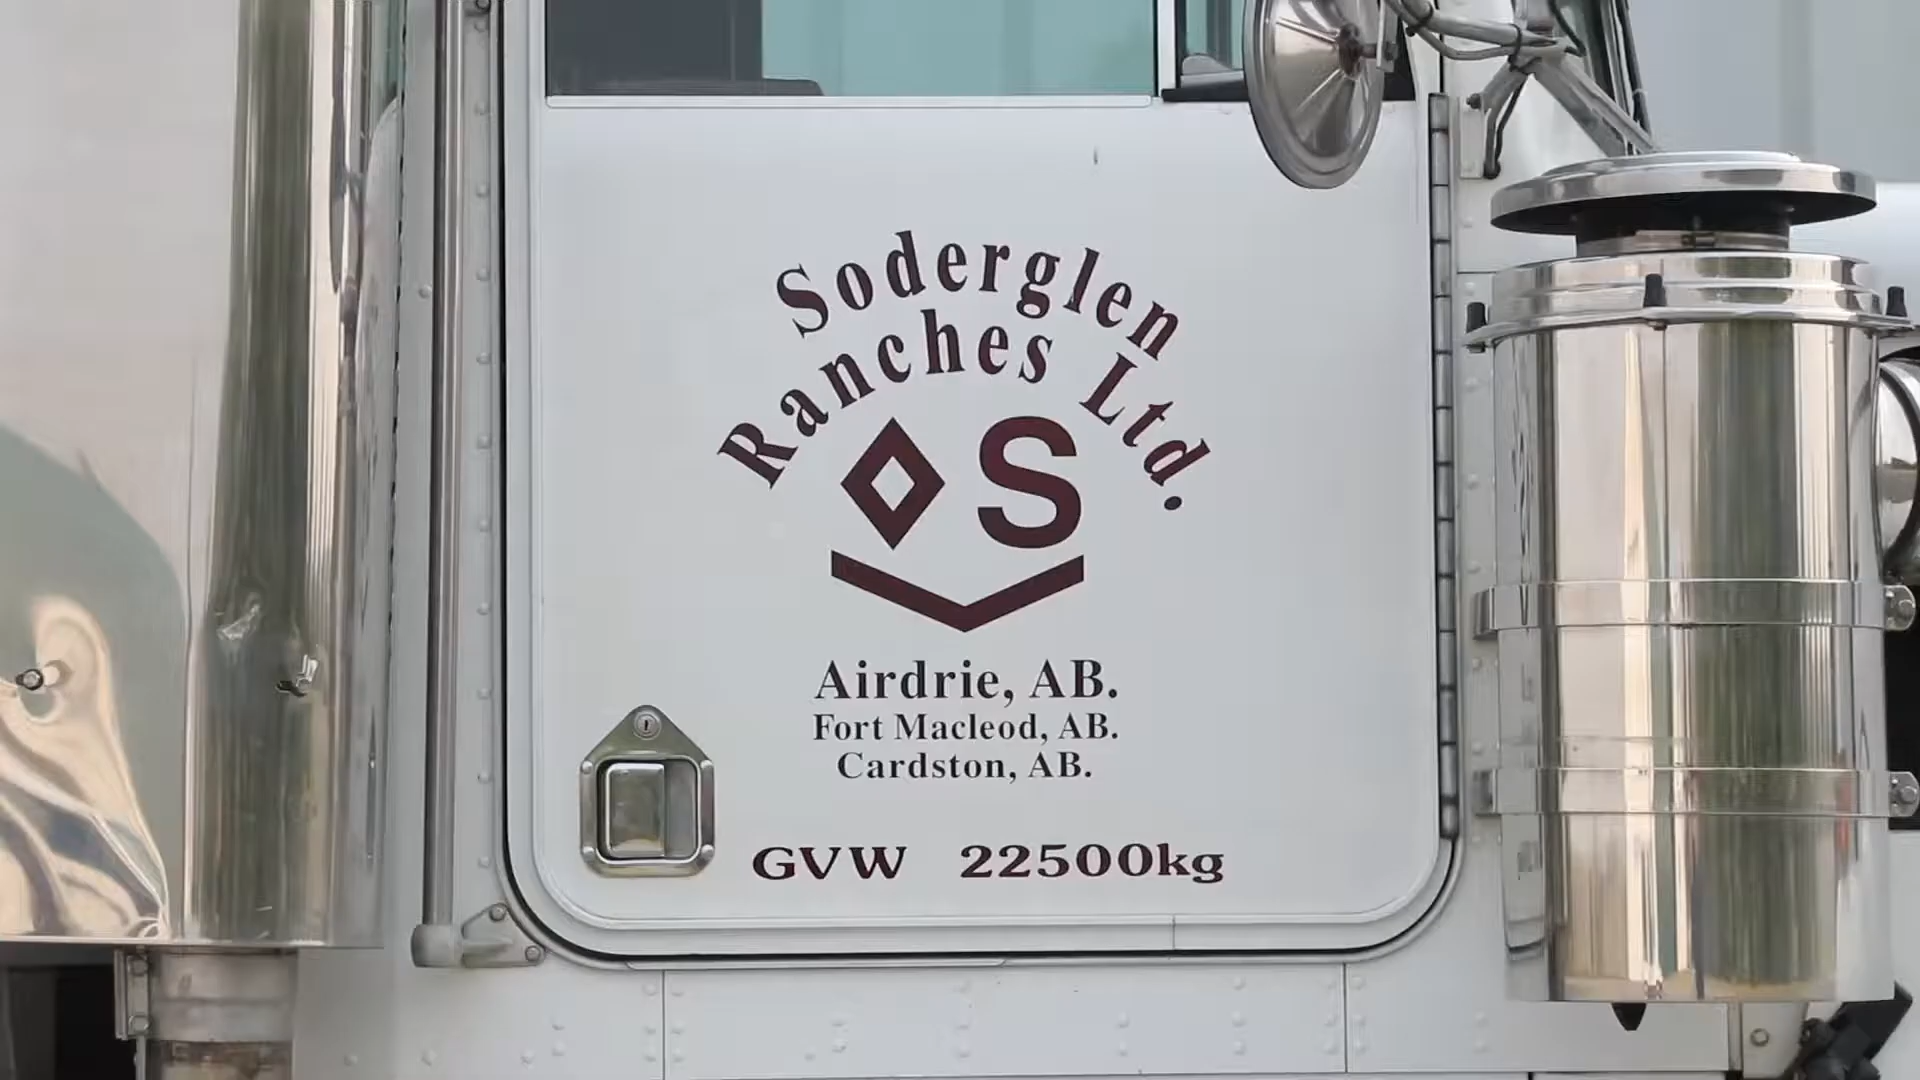 Soderglen
Ranches Ltd.
S
Airdrie, AB.
Fort Macleod, AB.
Cardston, AB.
GVW 22500kg